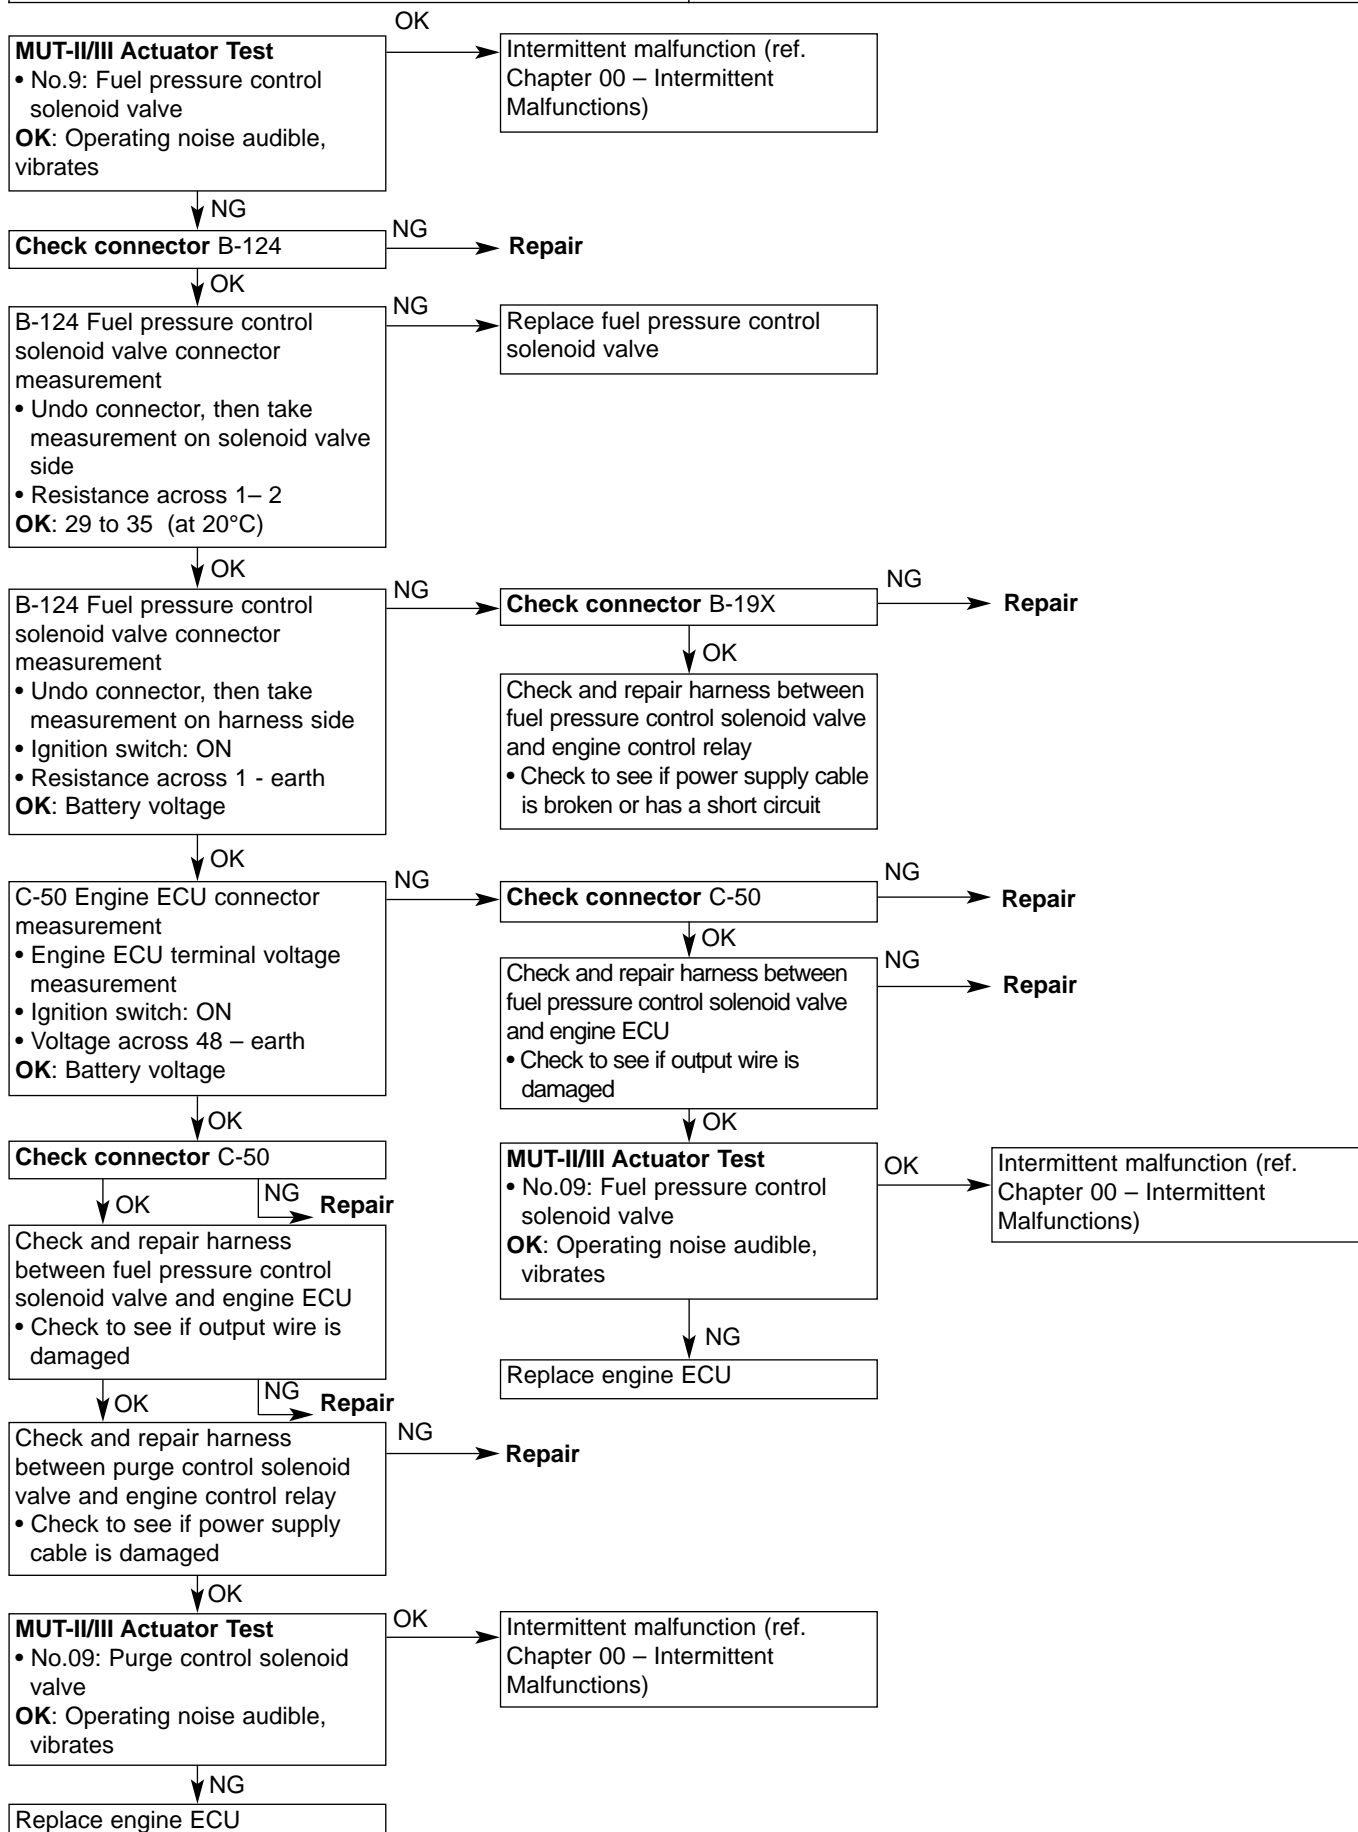 OK
MUT-II/III Actuator Test
• No.9: Fuel pressure control
solenoid valve
OK: Operating noise audible,
vibrates
Intermittent malfunction (ref.
Chapter 00 – Intermittent
Malfunctions)
NG
Check connector B-124
NG
Repair
OK
B-124 Fuel pressure control
solenoid valve connector
measurement
• Undo connector, then take
measurement on solenoid valve
side
• Resistance across 1– 2
OK: 29 to 35 (at 20°C)
NG
Replace fuel pressure control
solenoid valve
OK
B-124 Fuel pressure control
solenoid valve connector
measurement
• Undo connector, then take
measurement on harness side
• Ignition switch: ON
• Resistance across 1 - earth
OK: Battery voltage
NG
Check connector B-19X
NG
Repair
OK
Check and repair harness between
fuel pressure control solenoid valve
and engine control relay
• Check to see if power supply cable
is broken or has a short circuit
OK
C-50 Engine ECU connector
measurement
• Engine ECU terminal voltage
measurement
• Ignition switch: ON
• Voltage across 48 – earth
OK: Battery voltage
NG
Check connector C-50
NG
Repair
OK
Check and repair harness between
fuel pressure control solenoid valve
and engine ECU
• Check to see if output wire is
damaged
NG
Repair
OK
MUT-II/III Actuator Test
• No.09: Fuel pressure control
solenoid valve
OK: Operating noise audible,
vibrates
OK
Intermittent malfunction (ref.
Chapter 00 – Intermittent
Malfunctions)
NG
Replace engine ECU
OK
Check connector C-50
OK
NG
Repair
Check and repair harness
between fuel pressure control
solenoid valve and engine ECU
• Check to see if output wire is
damaged
OK
NG
Repair
Check and repair harness
between purge control solenoid
valve and engine control relay
• Check to see if power supply
cable is damaged
NG
Repair
OK
MUT-II/III Actuator Test
• No.09: Purge control solenoid
valve
OK: Operating noise audible,
vibrates
OK
Intermittent malfunction (ref.
Chapter 00 – Intermittent
Malfunctions)
NG
Replace engine ECU